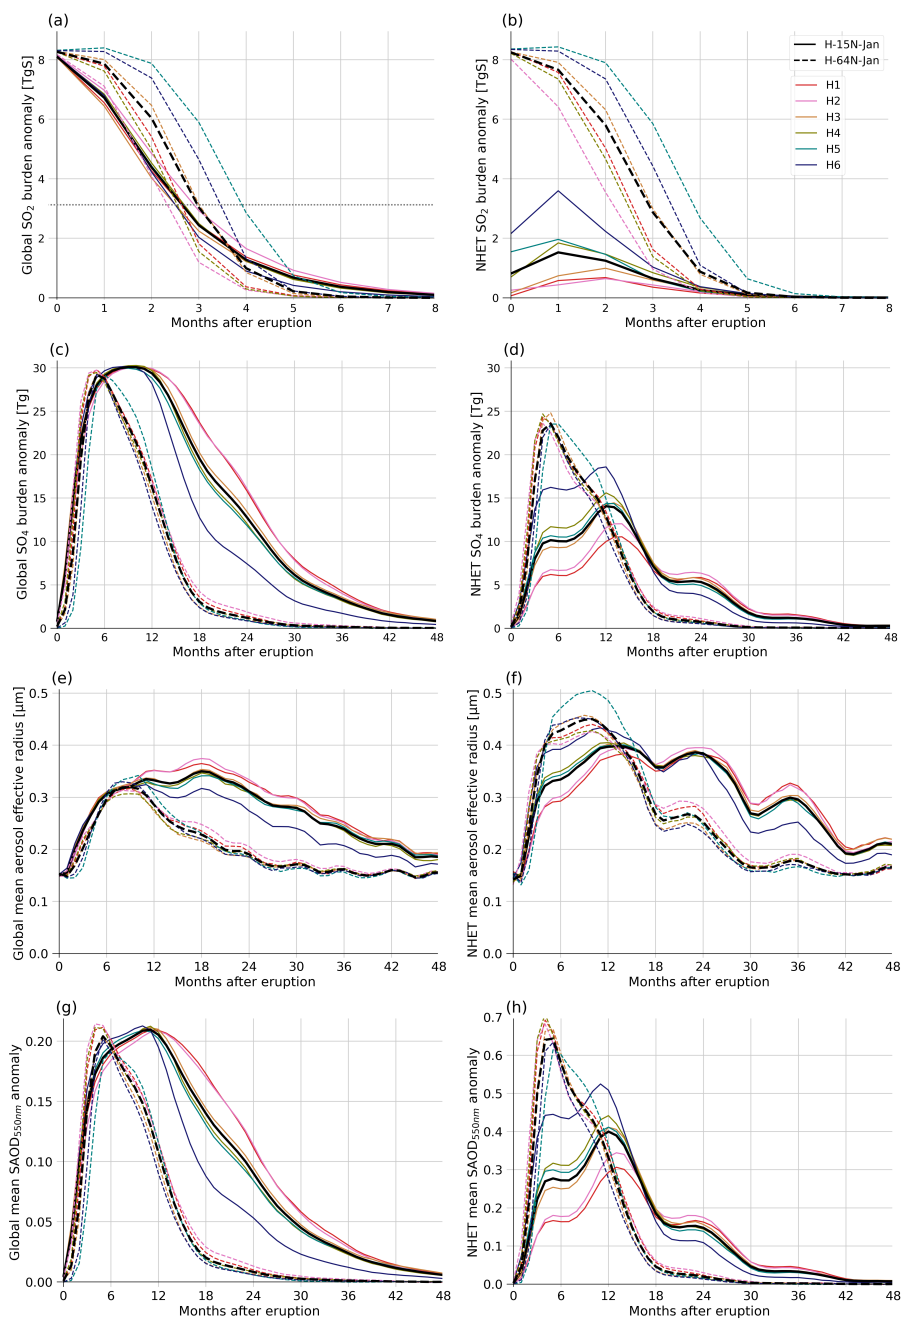 (a)
Global SO2 burden anomaly [TgS]
8
6
4
2
0
0 1 2 3 4 5 6 7 8
Months after eruption
(b)
NHET SO2 burden anomaly [TgS]
8
6
4
2
0
0 1 2 3 4 5 6 7 8
Months after eruption
H-15N-Jan
H-64N-Jan
H1
H2
H3
H4
H5
H6
(c)
Global SO4 burden anomaly [Tg]
30
25
20
15
10
5
0
0 6 12 18 24 30 36 42 48
Months after eruption
(d)
NHET SO4 burden anomaly [Tg]
30
25
20
15
10
5
0
0 6 12 18 24 30 36 42 48
Months after eruption
(e)
Global mean aerosol effective radius [μm]
0.5
0.4
0.3
0.2
0.1
0.0
0 6 12 18 24 30 36 42 48
Months after eruption
(f)
NHET mean aerosol effective radius [μm]
0.5
0.4
0.3
0.2
0.1
0.0
0 6 12 18 24 30 36 42 48
Months after eruption
(g)
Global mean SAOD550nm anomaly
0.20
0.15
0.10
0.05
0.00
0 6 12 18 24 30 36 42 48
Months after eruption
(h)
NHET mean SAOD550nm anomaly
0.7
0.6
0.5
0.4
0.3
0.2
0.1
0.0
0 6 12 18 24 30 36 42 48
Months after eruption